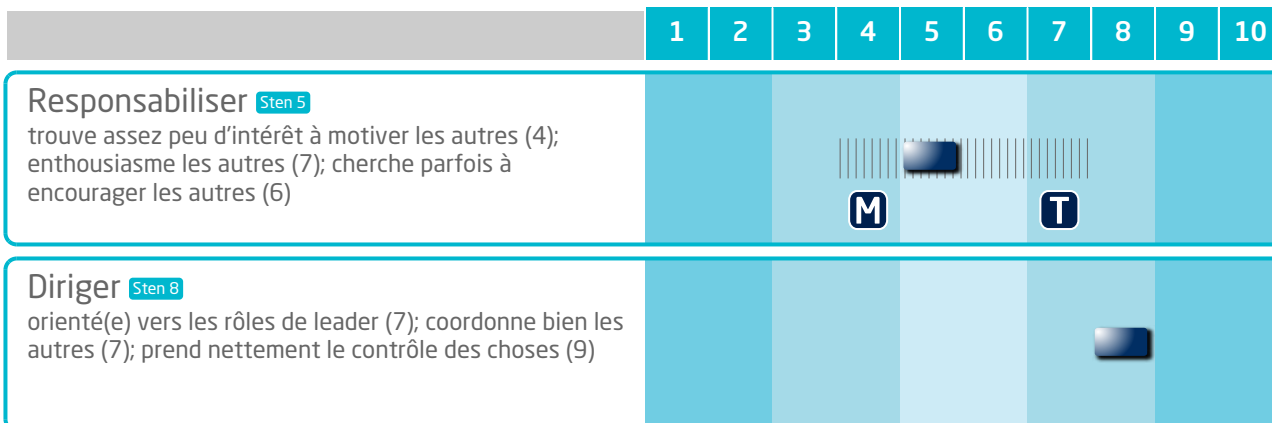 1 2 3 4 5 6 7 8 9 10
Responsabiliser Sten 5
trouve assez peu d'intérêt à motiver les autres (4);
enthousiasme les autres (7); cherche parfois à
encourager les autres (6)
M T
Diriger Sten 8
orienté(e) vers les rôles de leader (7); coordonne bien les
autres (7); prend nettement le contrôle des choses (9)